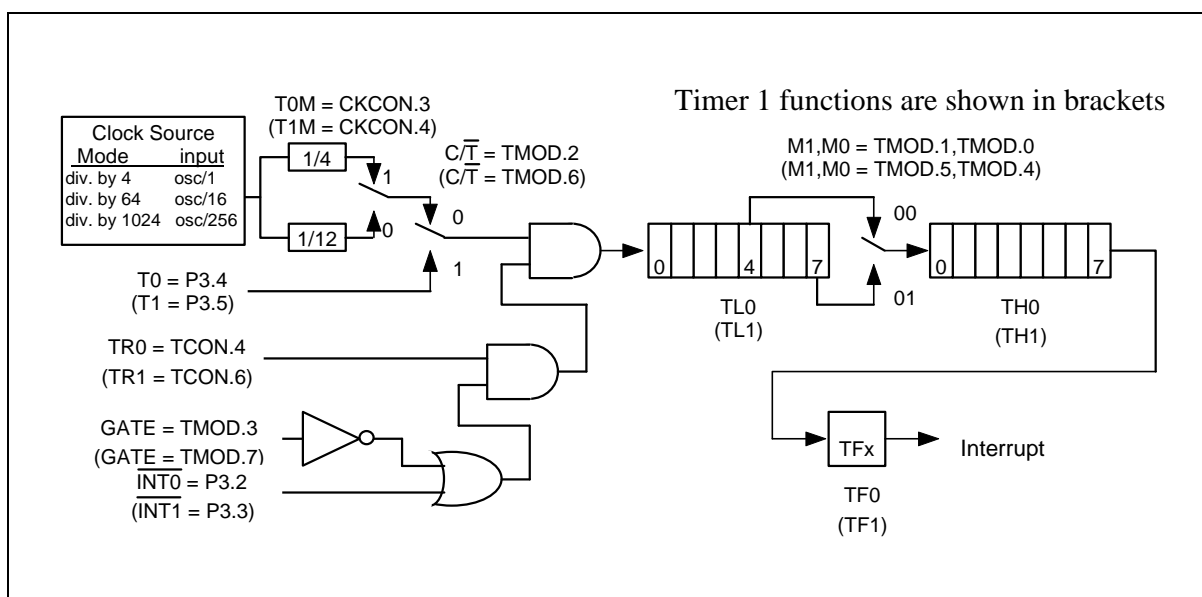 Timer 1 functions are shown in brackets
T0M = CKCON.3
(T1M = CKCON.4)
Clock Source
Mode input
div. by 4 osc/1
div. by 64 osc/16
div. by 1024 osc/256
1/4
1/12
1
0
C/T̅ = TMOD.2
(C/T̅ = TMOD.6)
0
1
M1,M0 = TMOD.1,TMOD.0
(M1,M0 = TMOD.5,TMOD.4)
00
01
0 4 7
TL0
(TL1)
0 7
TH0
(TH1)
T0 = P3.4
(T1 = P3.5)
TR0 = TCON.4
(TR1 = TCON.6)
GATE = TMOD.3
(GATE = TMOD.7)
I̅N̅T̅0̅ = P3.2
(I̅N̅T̅1̅ = P3.3)
TFx
Interrupt
TF0
(TF1)